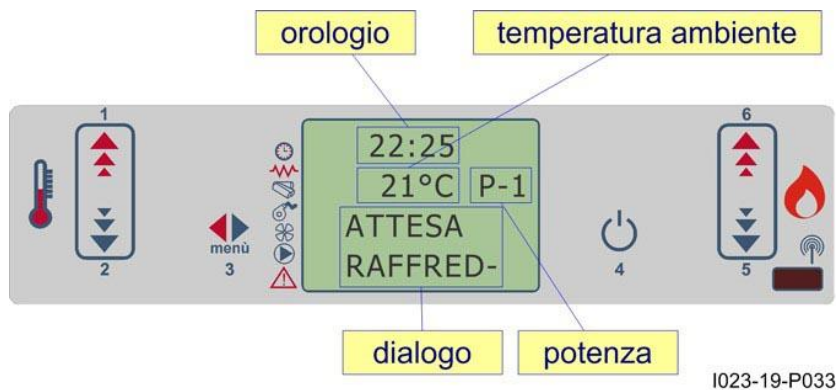 orologio
temperatura ambiente
1
6
22:25
21°C P-1
ATTESA
RAFFRED-
menù
2
3
4
5
dialogo
potenza
I023-19-P033